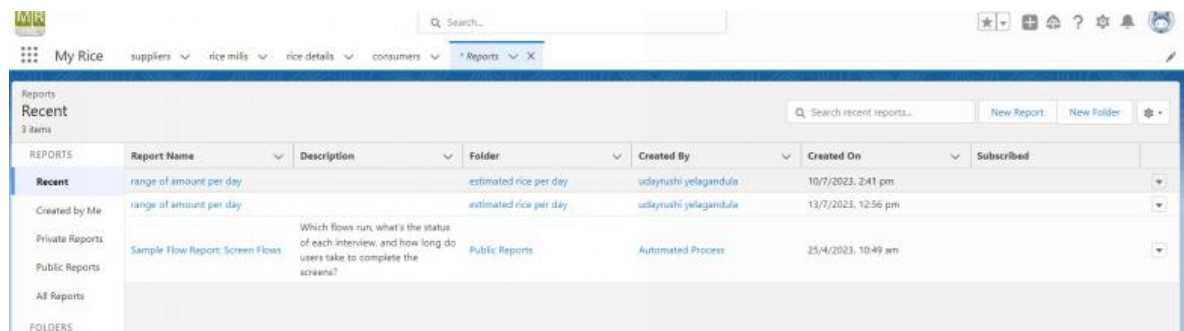 M|R
Search...
My Rice suppliers rice mills rice details consumers * Reports
Reports
Recent
3 items
Search recent reports...
New Report New Folder
REPORTS Report Name Description Folder Created By Created On Subscribed
Recent range of amount per day estimated rice per day udayrushi yelagandula 10/7/2023, 2:41 pm
Created by Me range of amount per day estimated rice per day udayrushi yelagandula 13/7/2023, 12:56 pm
Private Reports
Sample Flow Report: Screen Flows
Which flows run, what's the status
of each interview, and how long do
users take to complete the
screens?
Public Reports Automated Process 25/4/2023, 10:49 am
Public Reports
All Reports
FOLDERS